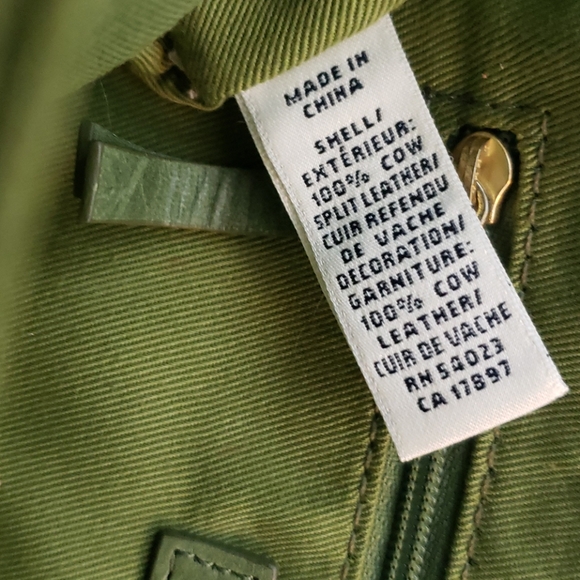 MADE IN
CHINA
SHELL/
EXTÉRIEUR:
100% COW
SPLIT LEATHER/
CUIR REFENDU
DE VACHE
DECORATION/
GARNITURE:
100% COW
LEATHER/
CUIR DE VACHE
RN 54023
CA 17897